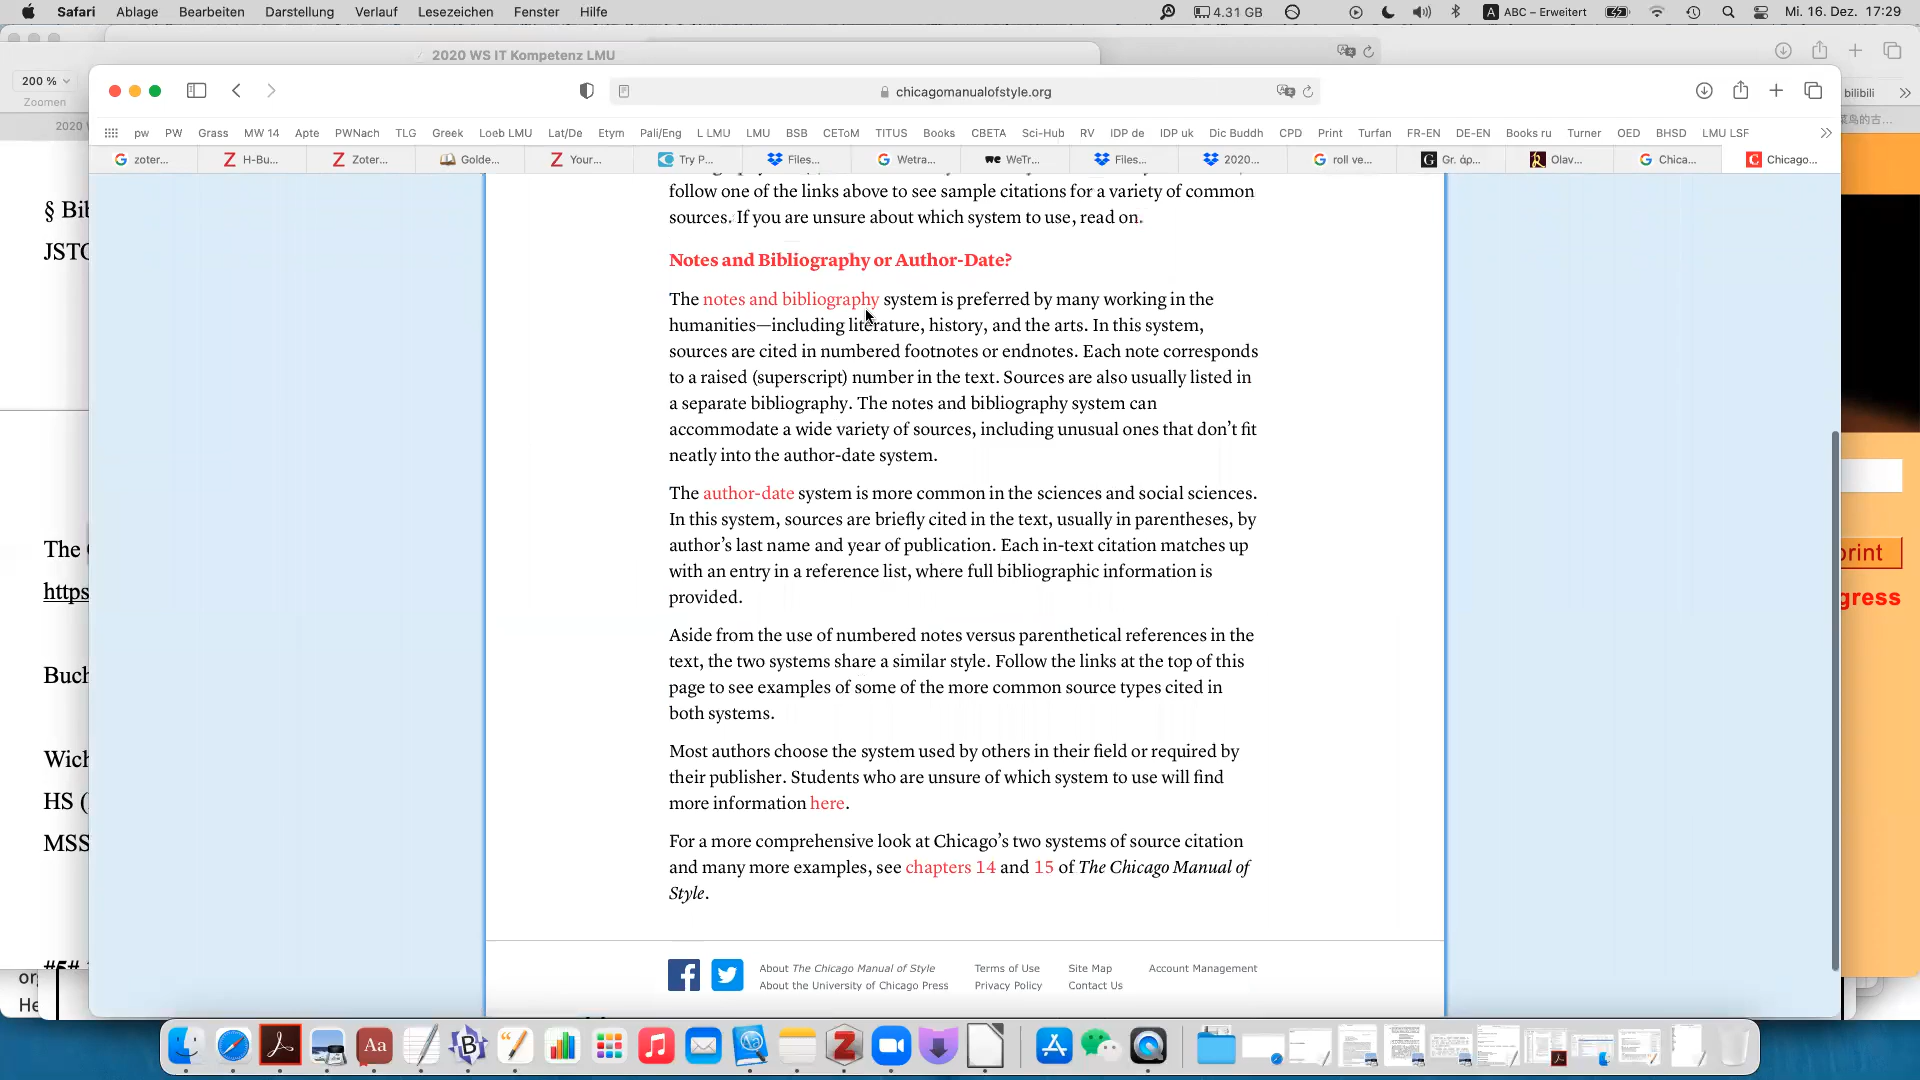 Safari Ablage Bearbeiten Darstellung Verlauf Lesezeichen Fenster Hilfe 4.31 GB A ABC – Erweitert Mi. 16. Dez. 17:29
2020 WS IT Kompetenz LMU
200 %
Zoomen
chicagomanualofstyle.org
bilibili
pw PW Grass MW 14 Apte PWNach TLG Greek Loeb LMU Lat/De Etym Pali/Eng L LMU LMU BSB CEToM TITUS Books CBETA Sci-Hub RV IDP de IDP uk Dic Buddh CPD Print Turfan FR-EN DE-EN Books ru Turner OED BHSD LMU LSF
zoter... H-Bu... Zoter... Golde... Your... Try P... Files... Wetra... WeTr... Files... 2020... roll ve... Gr. ἀρ... Olav... Chica... Chicago...
follow one of the links above to see sample citations for a variety of common
sources. If you are unsure about which system to use, read on.
Notes and Bibliography or Author-Date?
The notes and bibliography system is preferred by many working in the
humanities—including literature, history, and the arts. In this system,
sources are cited in numbered footnotes or endnotes. Each note corresponds
to a raised (superscript) number in the text. Sources are also usually listed in
a separate bibliography. The notes and bibliography system can
accommodate a wide variety of sources, including unusual ones that don’t fit
neatly into the author-date system.
The author-date system is more common in the sciences and social sciences.
In this system, sources are briefly cited in the text, usually in parentheses, by
author’s last name and year of publication. Each in-text citation matches up
with an entry in a reference list, where full bibliographic information is
provided.
Aside from the use of numbered notes versus parenthetical references in the
text, the two systems share a similar style. Follow the links at the top of this
page to see examples of some of the more common source types cited in
both systems.
Most authors choose the system used by others in their field or required by
their publisher. Students who are unsure of which system to use will find
more information here.
For a more comprehensive look at Chicago’s two systems of source citation
and many more examples, see chapters 14 and 15 of The Chicago Manual of
Style.
About The Chicago Manual of Style Terms of Use Site Map Account Management
About the University of Chicago Press Privacy Policy Contact Us
§ Bib
JSTO
The
https
Buch
Wich
HS (
MSS
#5#
org
He
print
gress
Aa